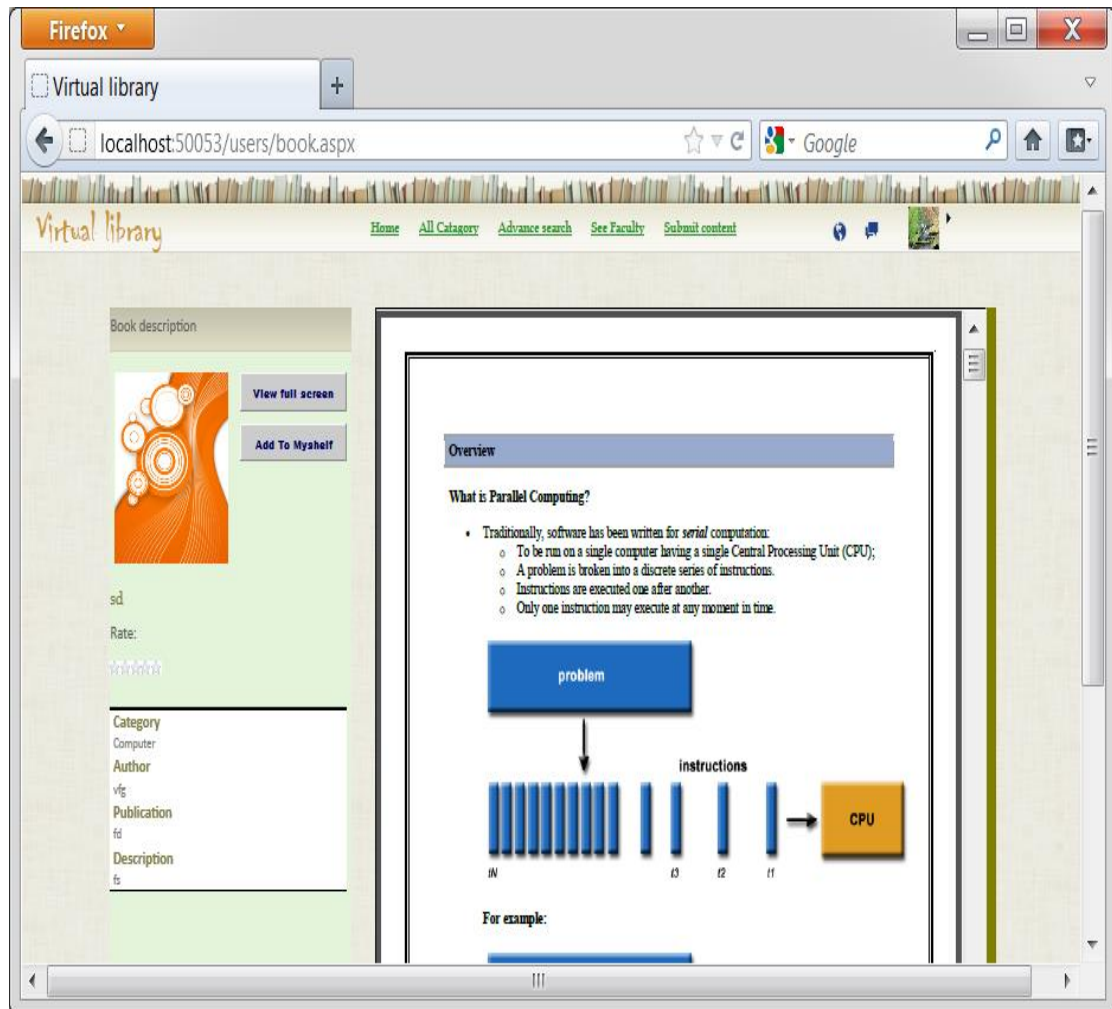 Firefox
X
Virtual library
+
localhost:50053/users/book.aspx
Google
Virtual library
Home All Catagory Advance search See Faculty Submit content
Book description
View full screen
Add To Myshelf
sd
Rate:
Category
Computer
Author
vfg
Publication
fd
Description
fs
Overview
What is Parallel Computing?
• Traditionally, software has been written for serial computation:
o To be run on a single computer having a single Central Processing Unit (CPU);
o A problem is broken into a discrete series of instructions.
o Instructions are executed one after another.
o Only one instruction may execute at any moment in time.
problem
instructions
CPU
tN t3 t2 t1
For example: